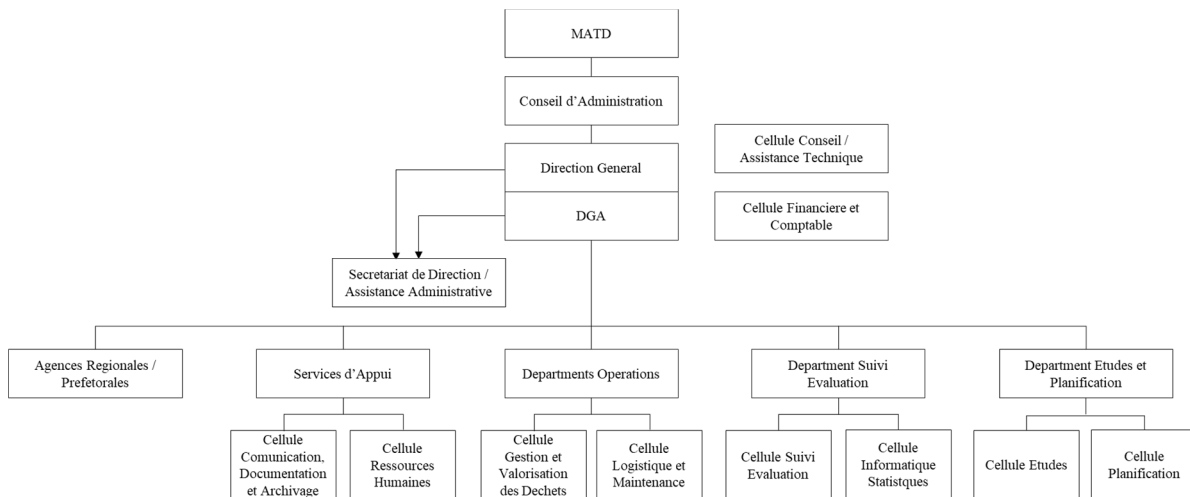 MATD
Conseil d'Administration
Cellule Conseil /
Assistance Technique
Direction General
DGA
Cellule Financiere et
Comptable
Secretariat de Direction /
Assistance Administrative
Agences Regionales /
Prefetorales
Services d'Appui
Departments Operations
Department Suivi
Evaluation
Department Etudes et
Planification
Cellule
Comunication,
Documentation
et Archivage
Cellule
Ressources
Humaines
Cellule
Gestion et
Valorisation
des Dechets
Cellule
Logistique et
Maintenance
Cellule Suivi
Evaluation
Cellule
Informatique
Statistques
Cellule Etudes
Cellule
Planification